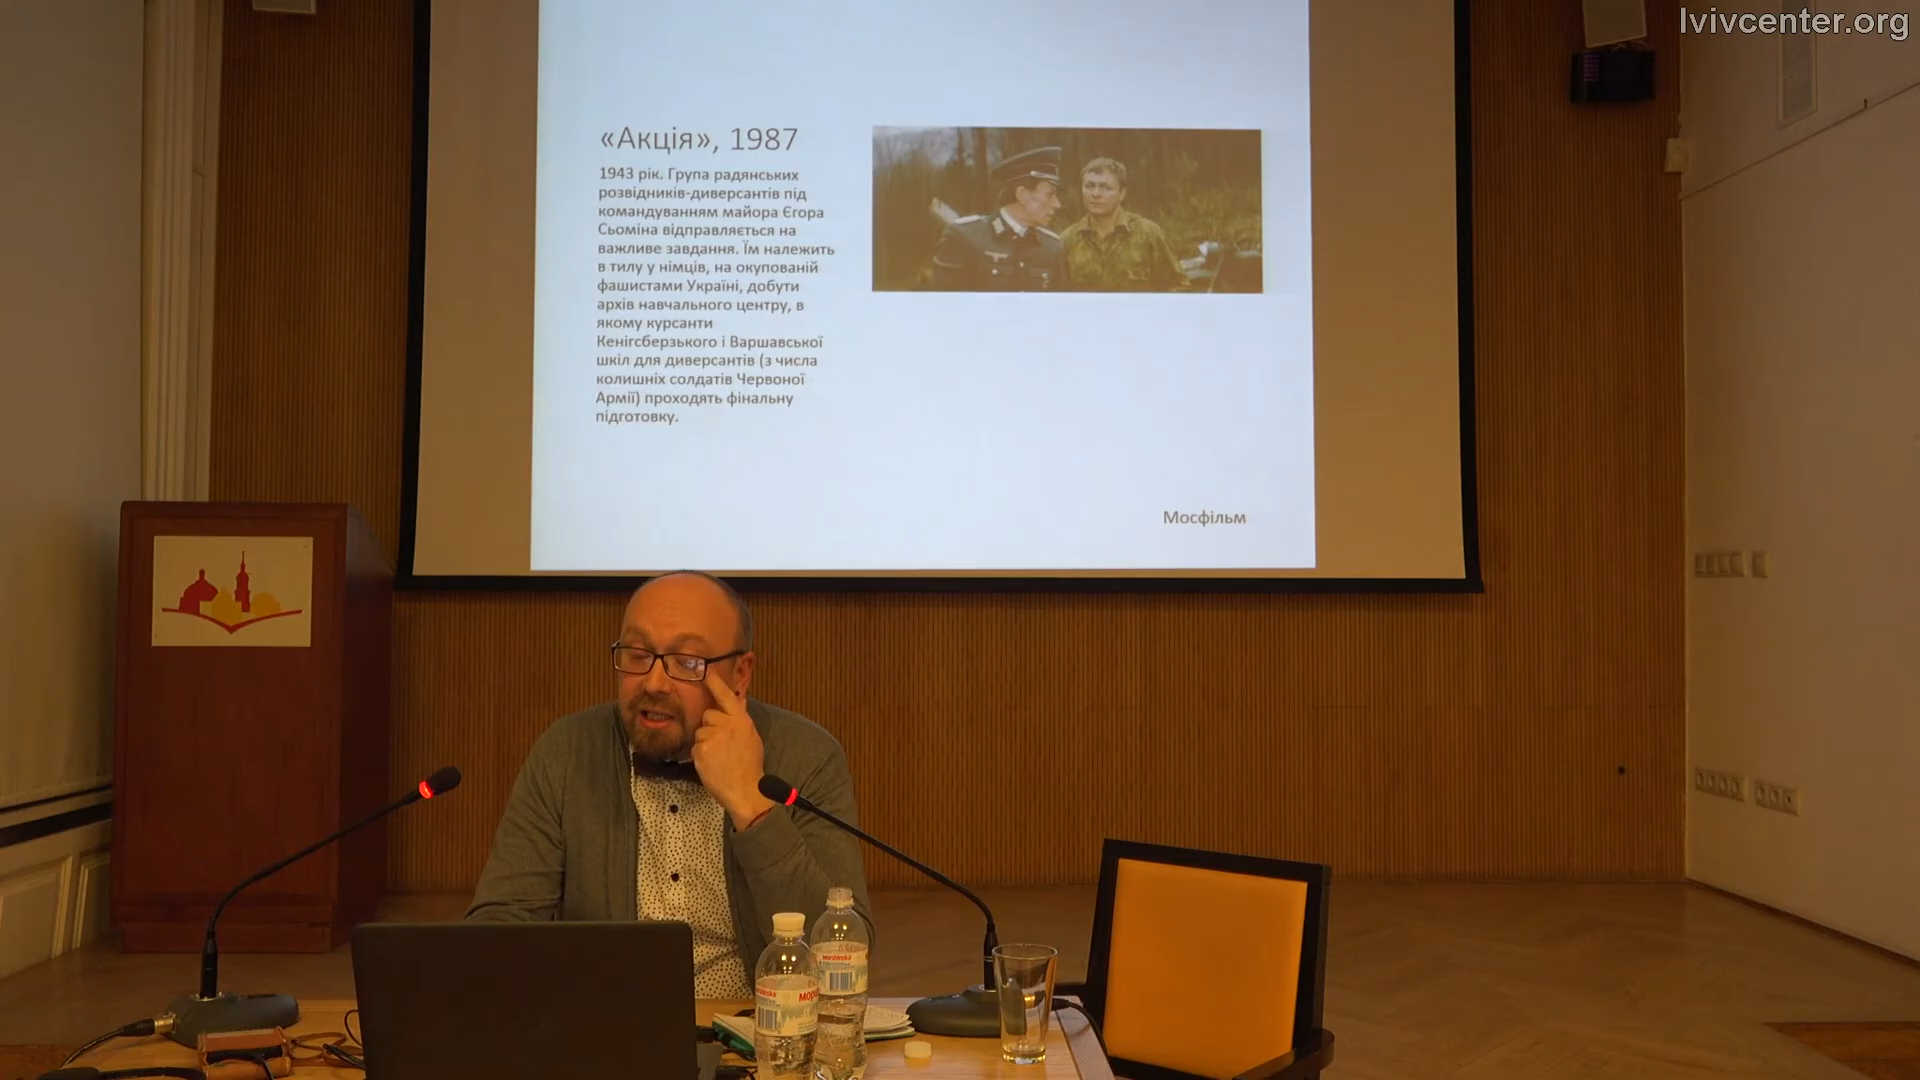 lvivcenter.org
«Акція», 1987
1943 рік. Група радянських
розвідників-диверсантів під
командуванням майора Єгора
Сьоміна відправляється на
важливе завдання. Їм належить
в тилу у німців, на окупованій
фашистами Україні, добути
архів навчального центру, в
якому курсанти
Кенігсберзького і Варшавської
шкіл для диверсантів (з числа
колишніх солдатів Червоної
Армії) проходять фінальну
підготовку.
Мосфільм